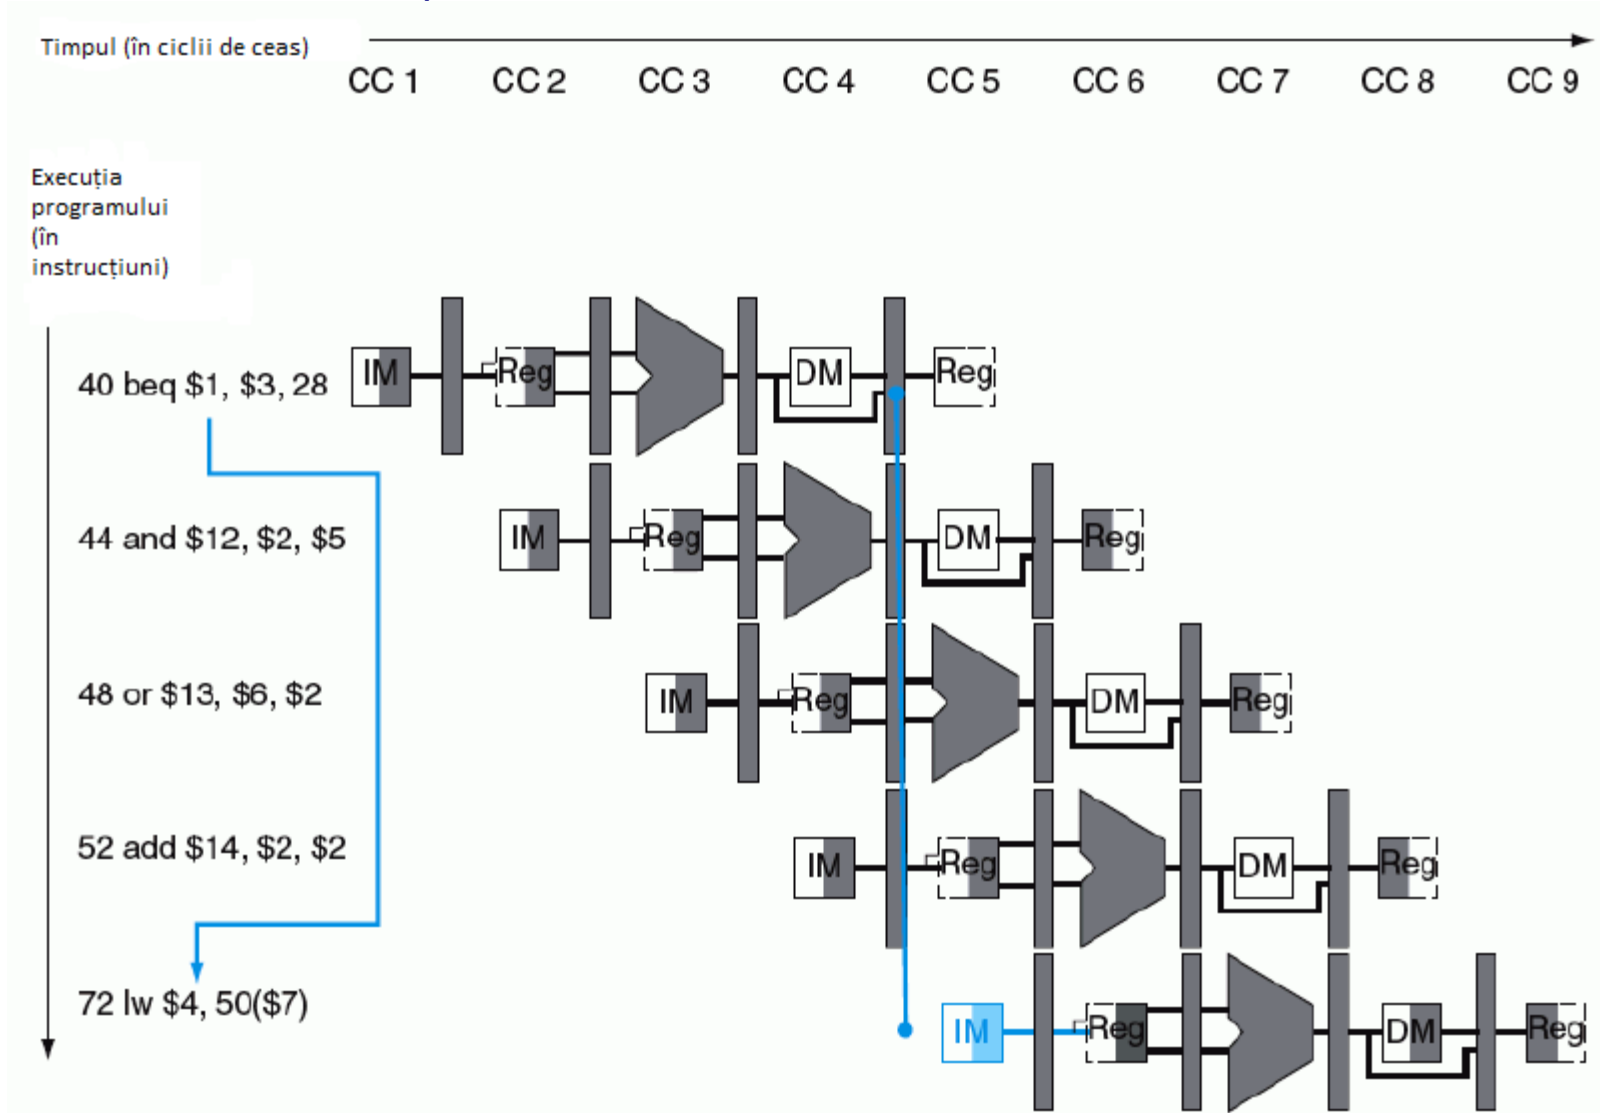 Timpul (în ciclii de ceas)
CC 1 CC 2 CC 3 CC 4 CC 5 CC 6 CC 7 CC 8 CC 9
Execuția
programului
(în
instrucțiuni)
40 beq $1, $3, 28 IM Reg DM Reg
44 and $12, $2, $5 IM Reg DM Reg
48 or $13, $6, $2 IM Reg DM Reg
52 add $14, $2, $2 IM Reg DM Reg
72 lw $4, 50($7) IM Reg DM Reg